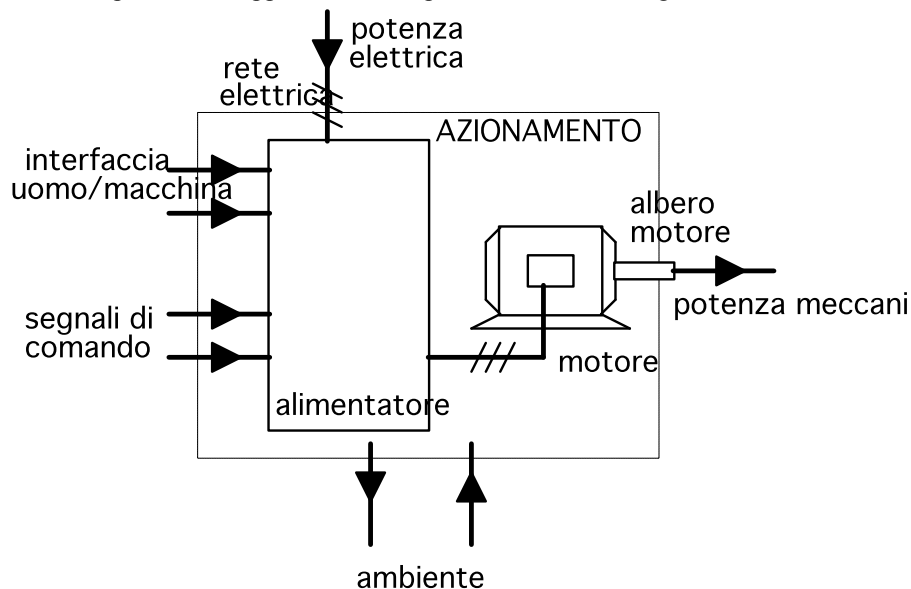 potenza
elettrica
rete
elettrica
AZIONAMENTO
interfaccia
uomo/macchina
albero
motore
potenza meccani
segnali di
comando
motore
alimentatore
ambiente